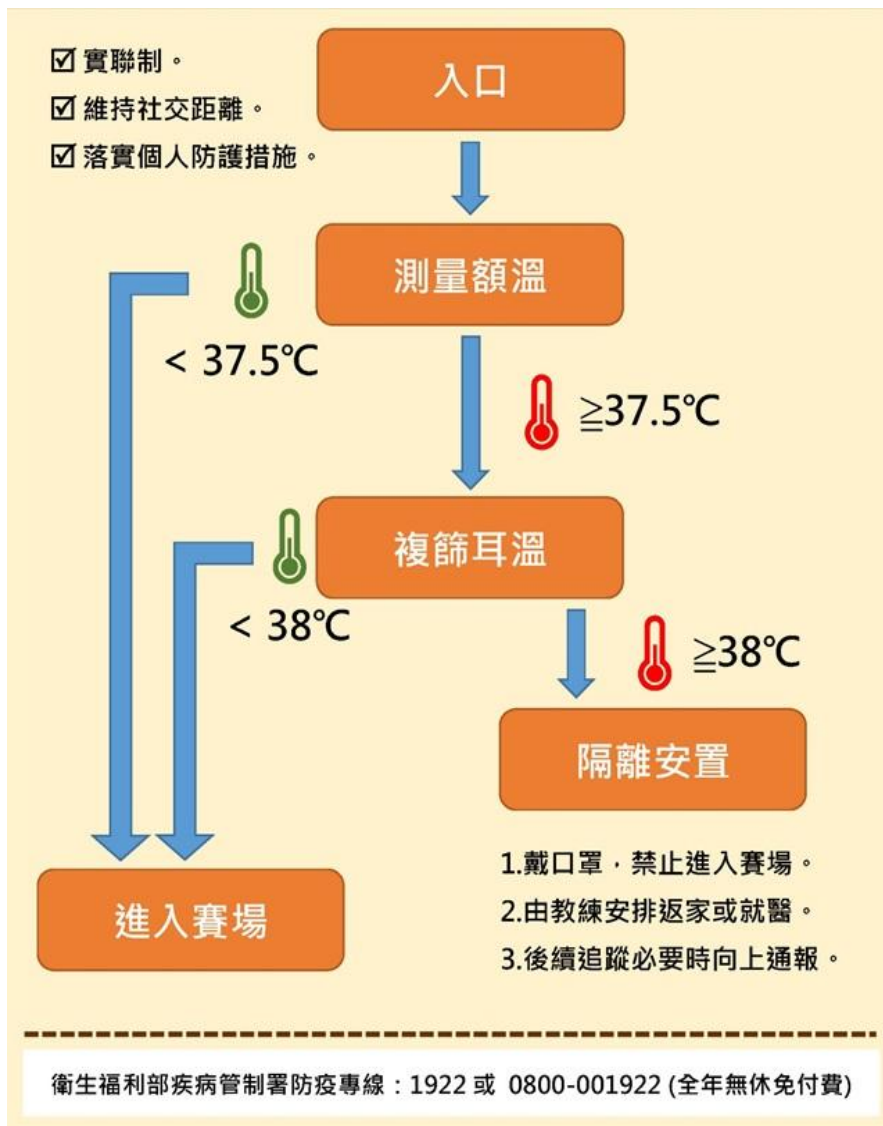 ☑ 實聯制。
☑ 維持社交距離。
☑ 落實個人防護措施。
入口
測量額溫
< 37.5℃
≧37.5℃
複篩耳溫
< 38℃
≧38℃
隔離安置
1.戴口罩，禁止進入賽場。
2.由教練安排返家或就醫。
3.後續追蹤必要時向上通報。
進入賽場
衛生福利部疾病管制署防疫專線：1922 或 0800-001922 (全年無休免付費)